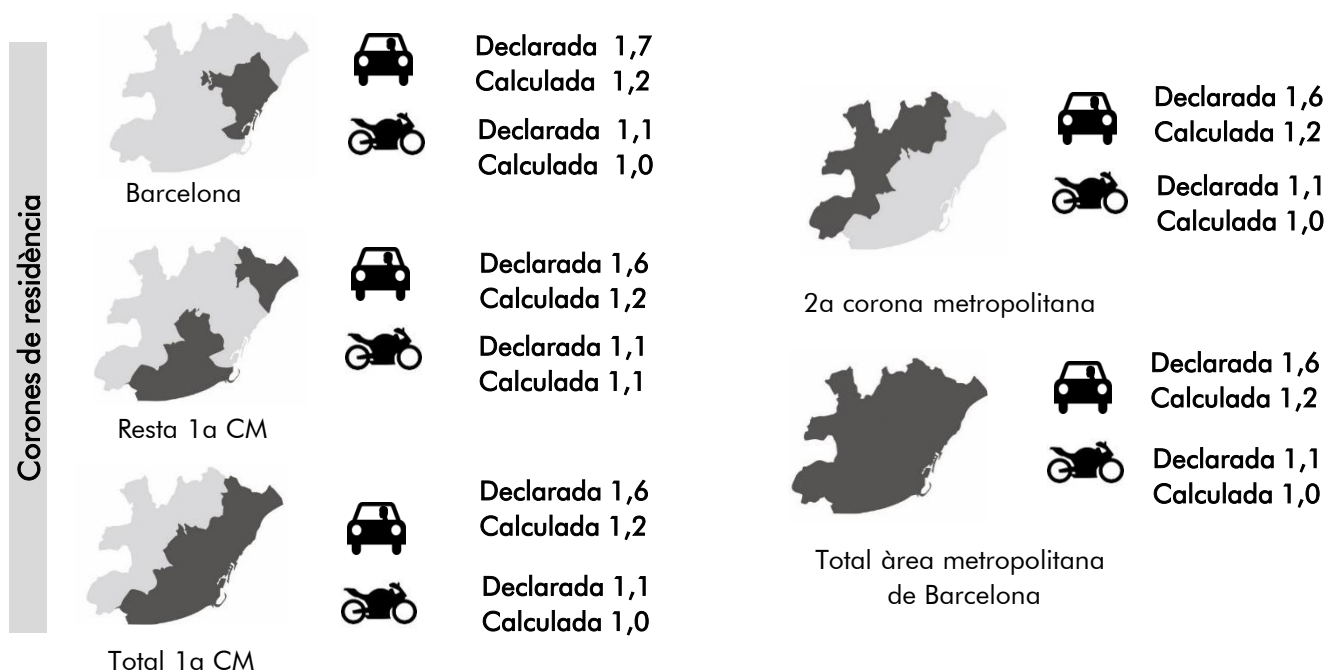 Corones de residència
Declarada 1,7
Calculada 1,2
Declarada 1,1
Calculada 1,0
Barcelona
Declarada 1,6
Calculada 1,2
Declarada 1,1
Calculada 1,1
Resta 1a CM
Declarada 1,6
Calculada 1,2
Declarada 1,1
Calculada 1,0
Total 1a CM
Declarada 1,6
Calculada 1,2
Declarada 1,1
Calculada 1,0
2a corona metropolitana
Declarada 1,6
Calculada 1,2
Declarada 1,1
Calculada 1,0
Total àrea metropolitana
de Barcelona